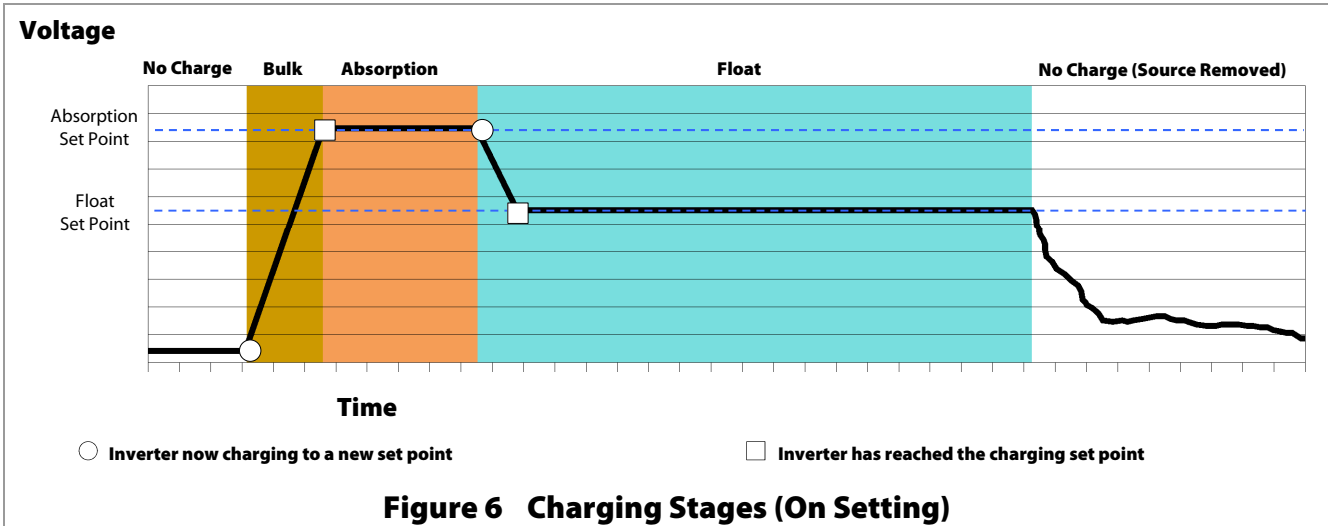 Voltage
No Charge
Bulk
Absorption
Float
No Charge (Source Removed)
Absorption
Set Point
Float
Set Point
Time
Inverter now charging to a new set point
Inverter has reached the charging set point
Figure 6 Charging Stages (On Setting)